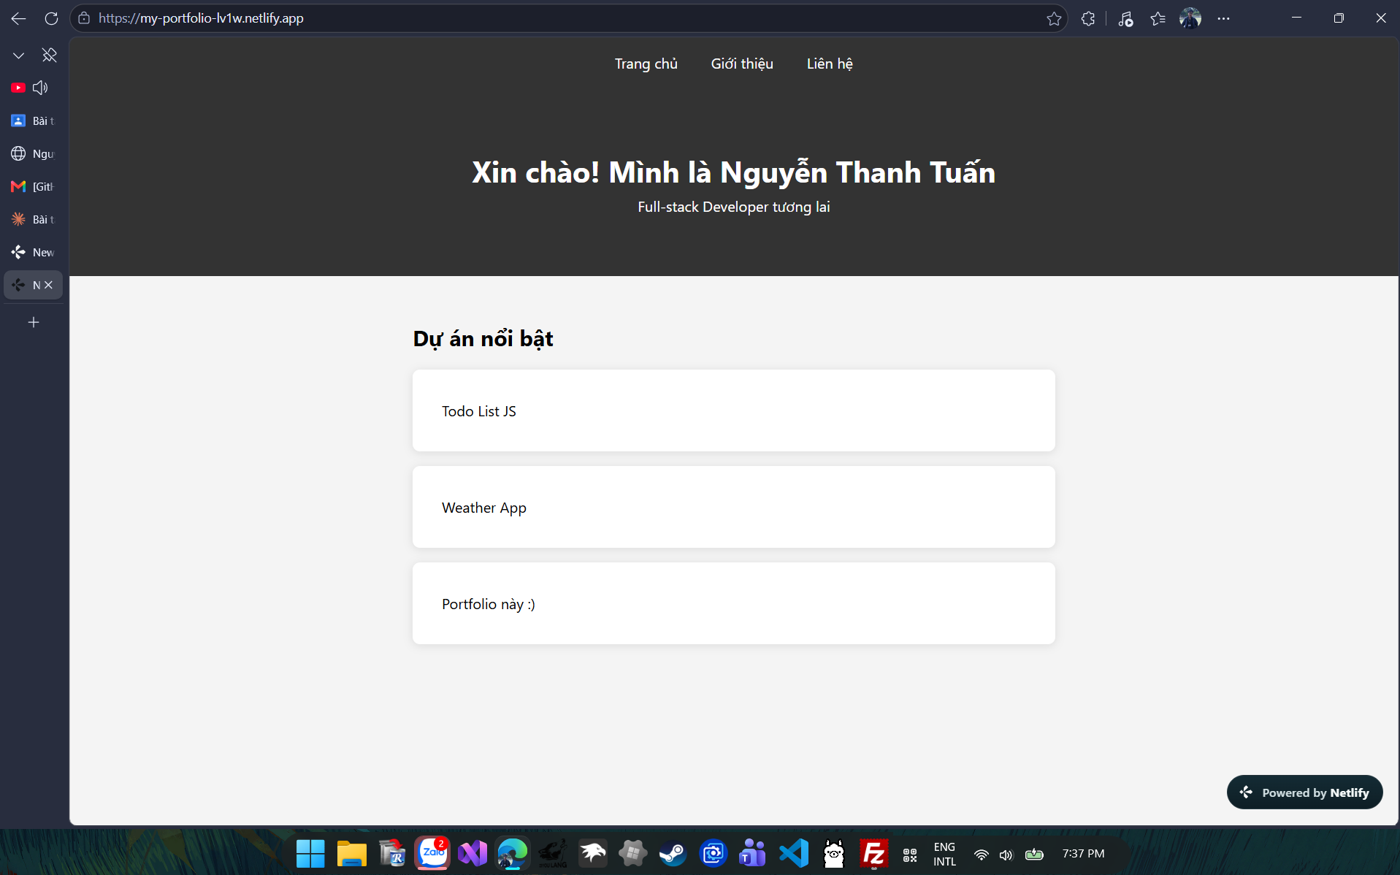 https://my-portfolio-lv1w.netlify.app
Bài t
Ngu
[Git
Bài t
New
N
Trang chủ
Giới thiệu
Liên hệ
Xin chào! Mình là Nguyễn Thanh Tuấn
Full-stack Developer tương lai
Dự án nổi bật
Todo List JS
Weather App
Portfolio này :)
Powered by Netlify
Zalo
2
ENG
INTL
7:37 PM